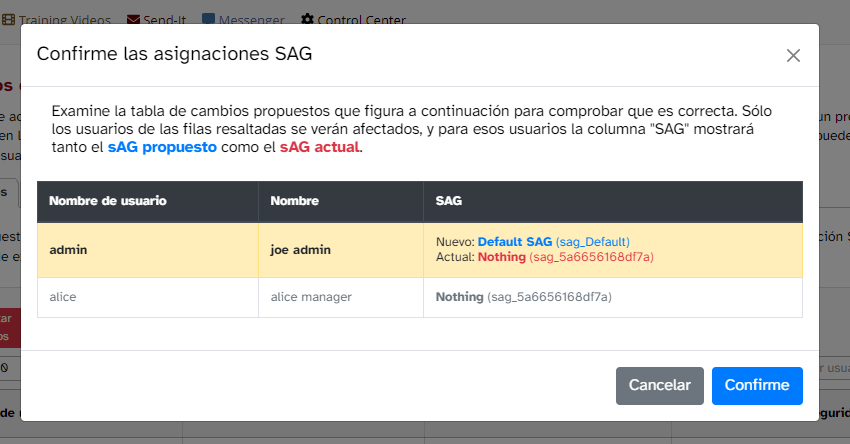 Training Videos Send-It Messenger Control Center
Confirme las asignaciones SAG
Examine la tabla de cambios propuestos que figura a continuación para comprobar que es correcta. Sólo
los usuarios de las filas resaltadas se verán afectados, y para esos usuarios la columna "SAG" mostrará
tanto el sAG propuesto como el sAG actual.
Nombre de usuario Nombre SAG
admin joe admin Nuevo: Default SAG (sag_Default)
Actual: Nothing (sag_5a6656168df7a)
alice alice manager Nothing (sag_5a6656168df7a)
Cancelar Confirme